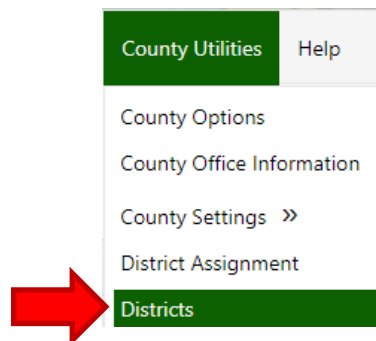 County Utilities Help
County Options
County Office Information
County Settings »
District Assignment
Districts